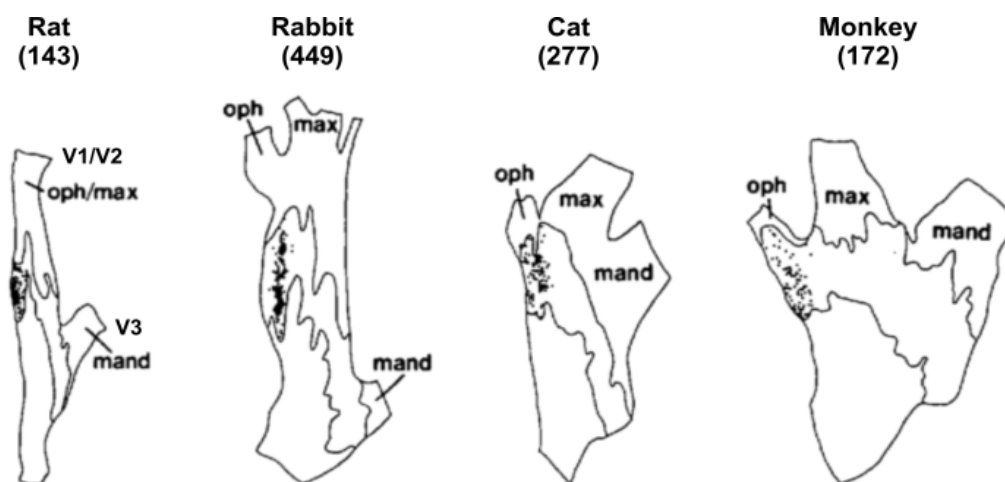 Rat
(143)
V1/V2
oph/max
V3
mand
Rabbit
(449)
oph
max
mand
Cat
(277)
oph
max
mand
Monkey
(172)
oph
max
mand